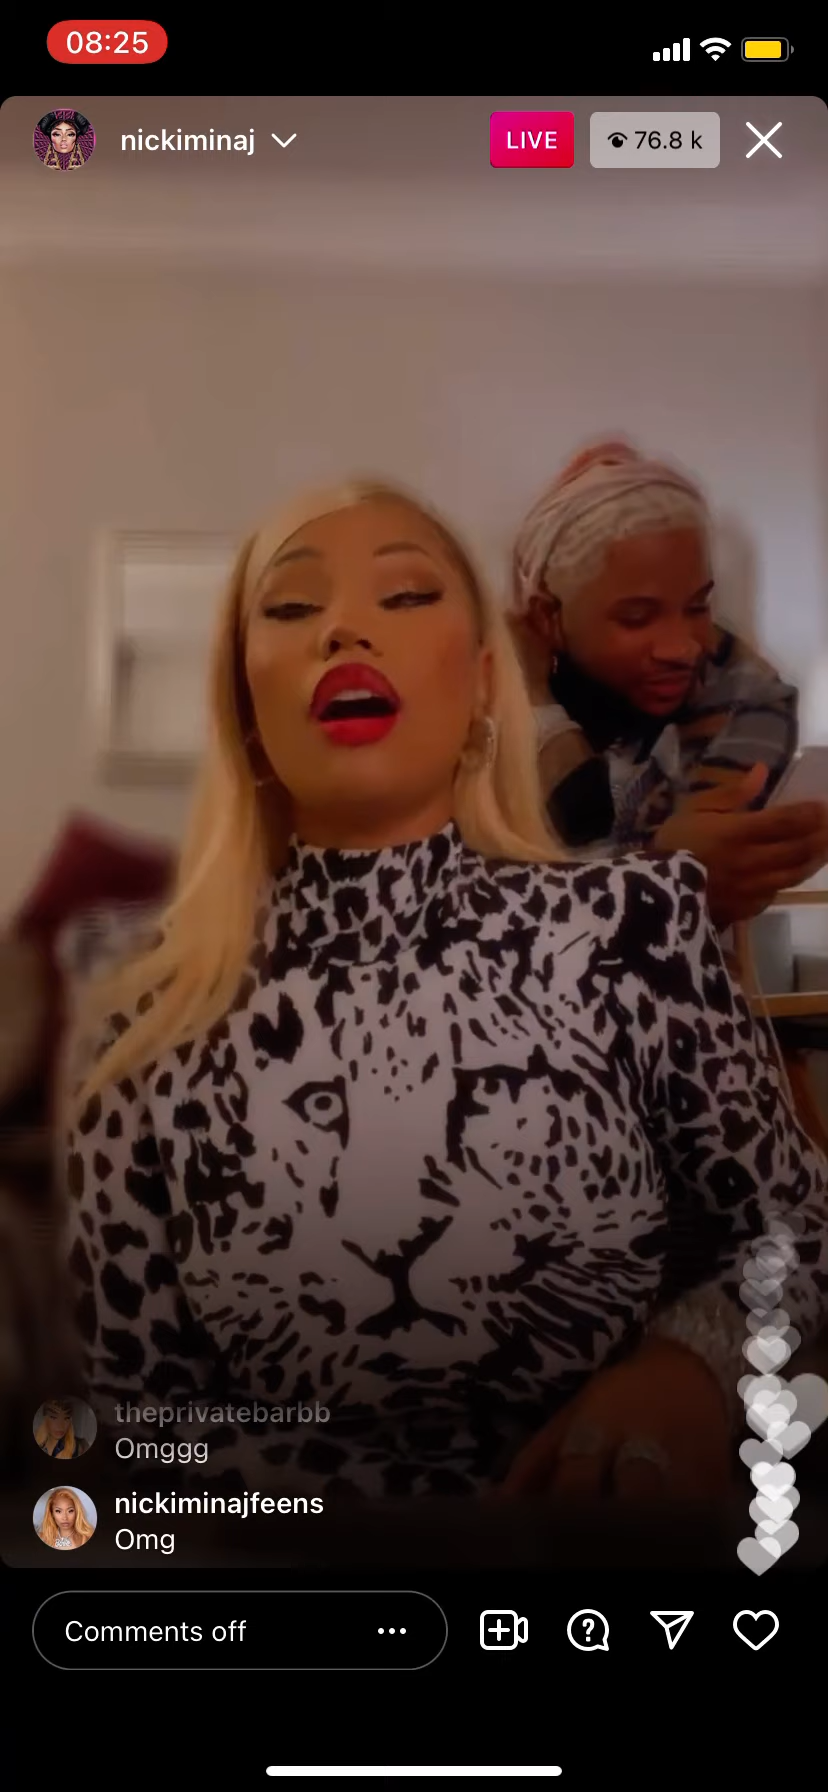 08:25
nickiminaj
LIVE
76.8 k
theprivatebarbb
Omggg
nickiminajfeens
Omg
Comments off